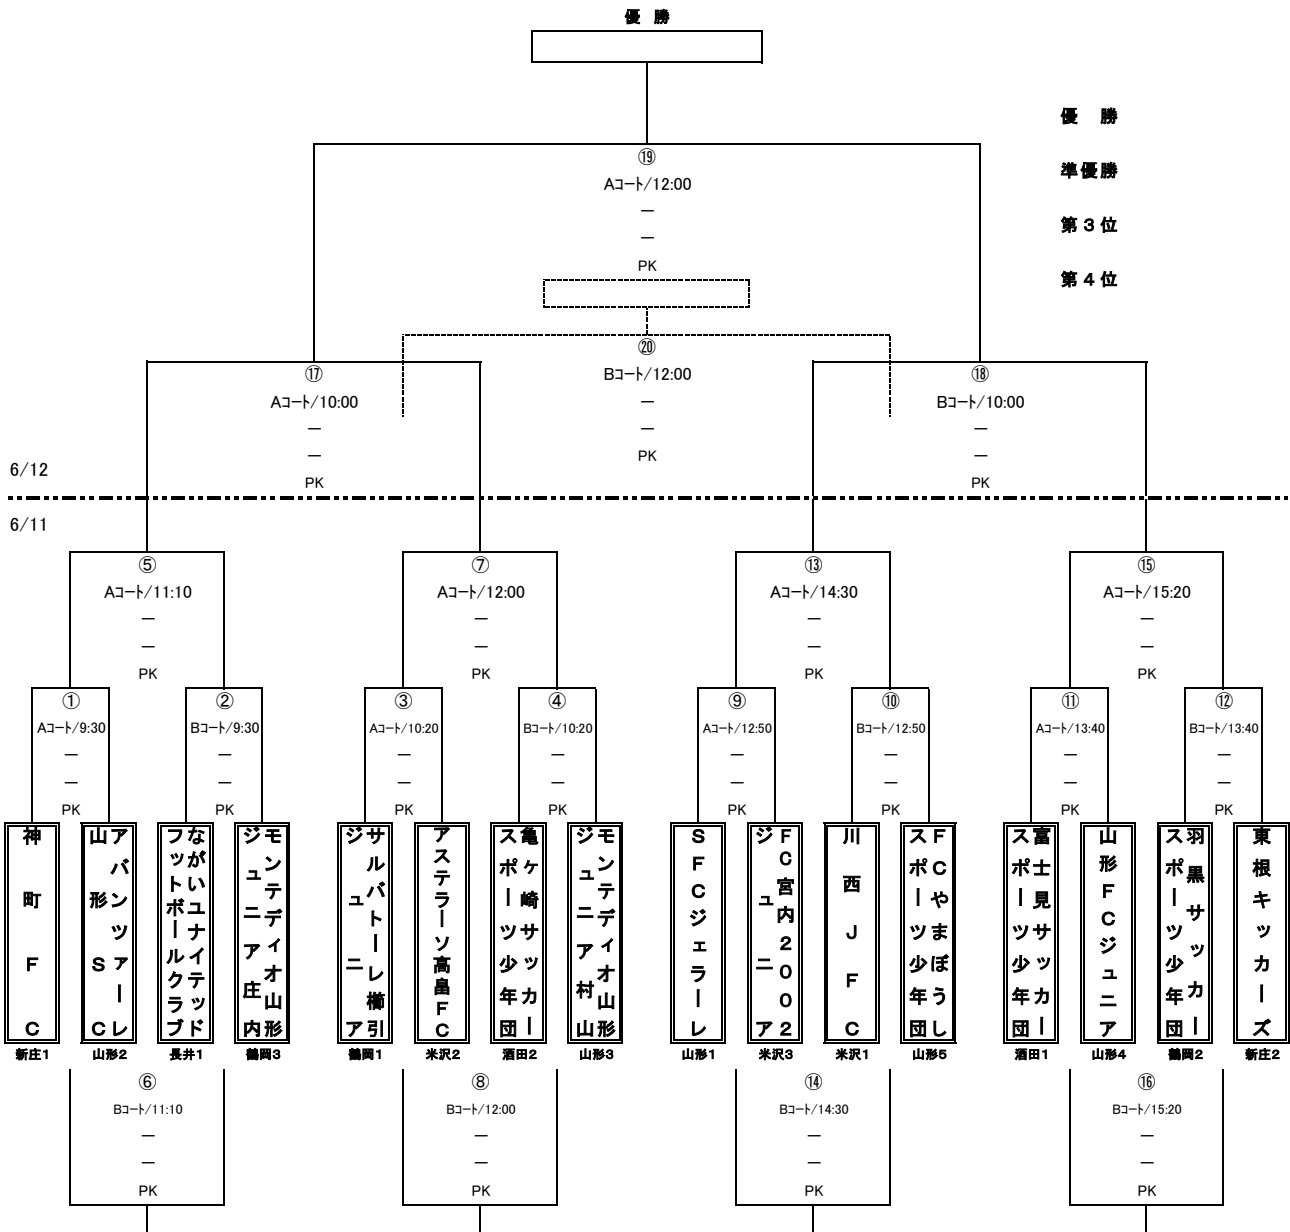 優 勝
優 勝
準優勝
第３位
第４位
⑲
Aコート/12:00
―
―
PK
⑳
Bコート/12:00
―
―
PK
⑰
Aコート/10:00
―
―
PK
⑱
Bコート/10:00
―
―
PK
6/12
6/11
⑤
Aコート/11:10
―
―
PK
⑦
Aコート/12:00
―
―
PK
⑬
Aコート/14:30
―
―
PK
⑮
Aコート/15:20
―
―
PK
①
Aコート/9:30
―
―
PK
②
Bコート/9:30
―
―
PK
③
Aコート/10:20
―
―
PK
④
Bコート/10:20
―
―
PK
⑨
Aコート/12:50
―
―
PK
⑩
Bコート/12:50
―
―
PK
⑪
Aコート/13:40
―
―
PK
⑫
Bコート/13:40
―
―
PK
神町ＦＣ
新庄1
アバンツァーレ
山形ＳＣ
山形2
ながいユナイテッド
フットボールクラブ
長井1
モンテディオ山形
ジュニア庄内
鶴岡3
サルバトーレ櫛引
ジュニア
鶴岡1
アステラーソ高畠ＦＣ
米沢2
亀ヶ崎サッカー
スポーツ少年団
酒田2
モンテディオ山形
ジュニア村山
山形3
ＳＦＣジェラーレ
山形1
ＦＣ宮内２００２
ジュニア
米沢3
川西ＪＦＣ
米沢1
ＦＣやまぼうし
スポーツ少年団
山形5
富士見サッカー
スポーツ少年団
酒田1
山形ＦＣジュニア
山形4
羽黒サッカー
スポーツ少年団
鶴岡2
東根キッカーズ
新庄2
⑥
Bコート/11:10
―
―
PK
⑧
Bコート/12:00
―
―
PK
⑭
Bコート/14:30
―
―
PK
⑯
Bコート/15:20
―
―
PK